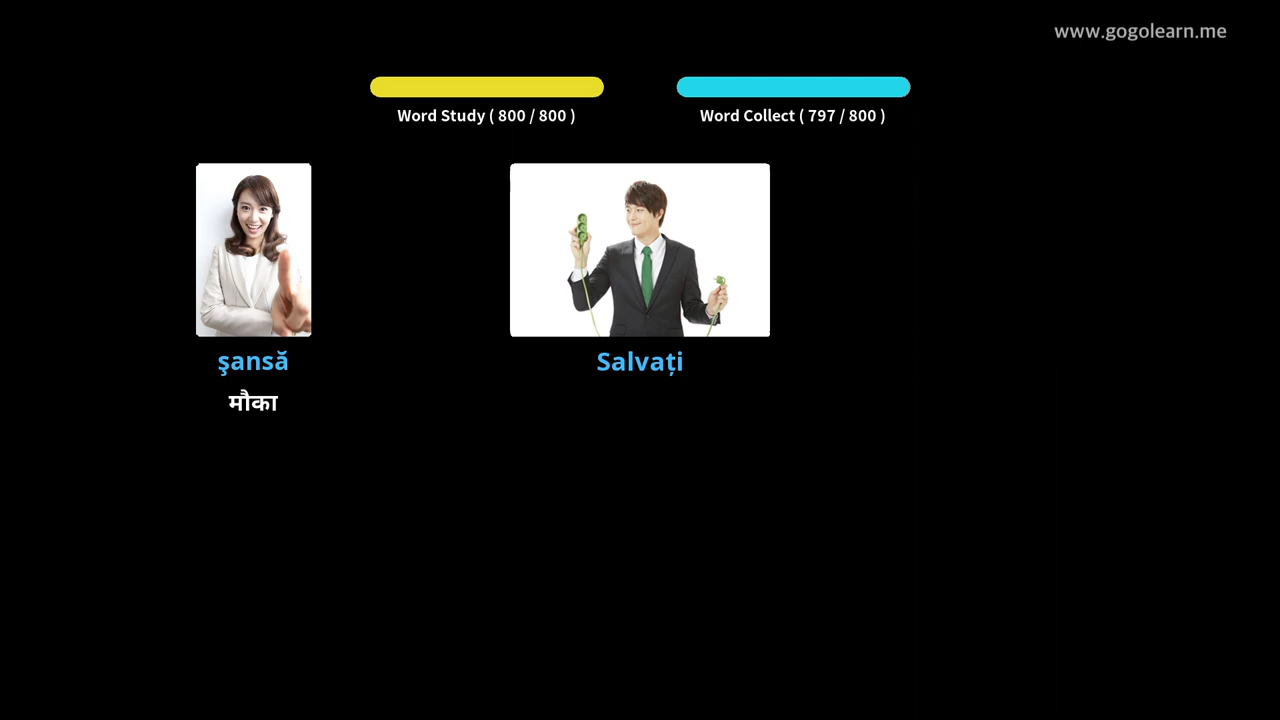 www.gogolearn.me
Word Study ( 800 / 800 )
Word Collect ( 797 / 800 )
şansă
Salvați
मौका